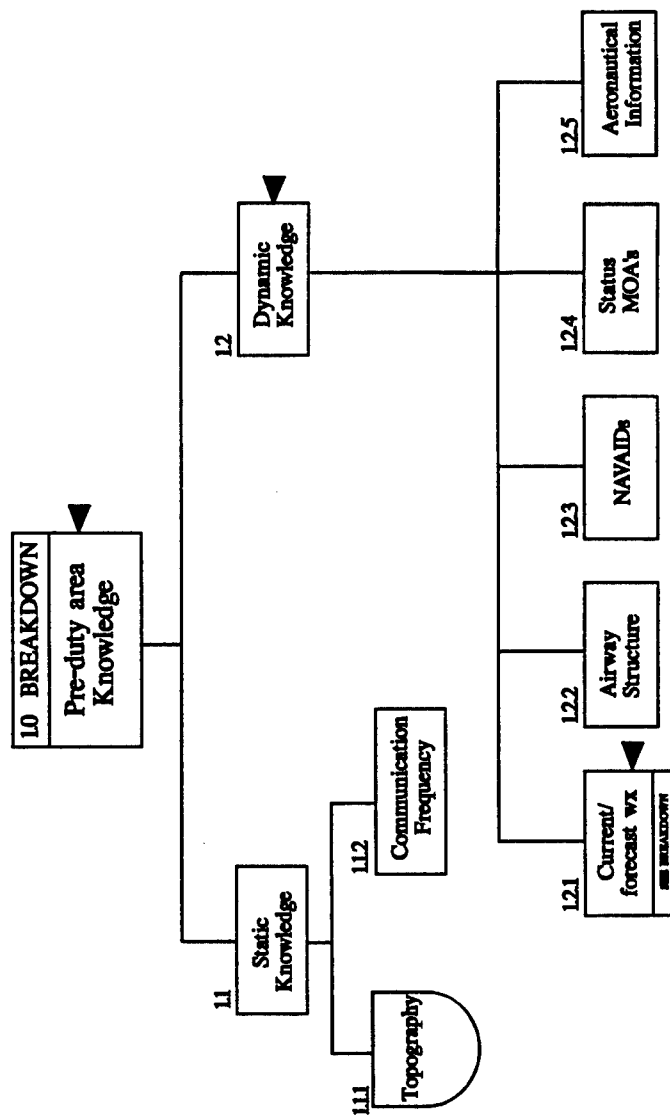 1.0 BREAKDOWN
Pre-duty area
Knowledge
1.1
Static
Knowledge
1.2
Dynamic
Knowledge
1.1.1
Topography
1.1.2
Communication
Frequency
1.2.1
Current/
forecast wx
SEE BREAKDOWN
1.2.2
Airway
Structure
1.2.3
NAVAIDs
1.2.4
Status
MOA's
1.2.5
Aeronautical
Information